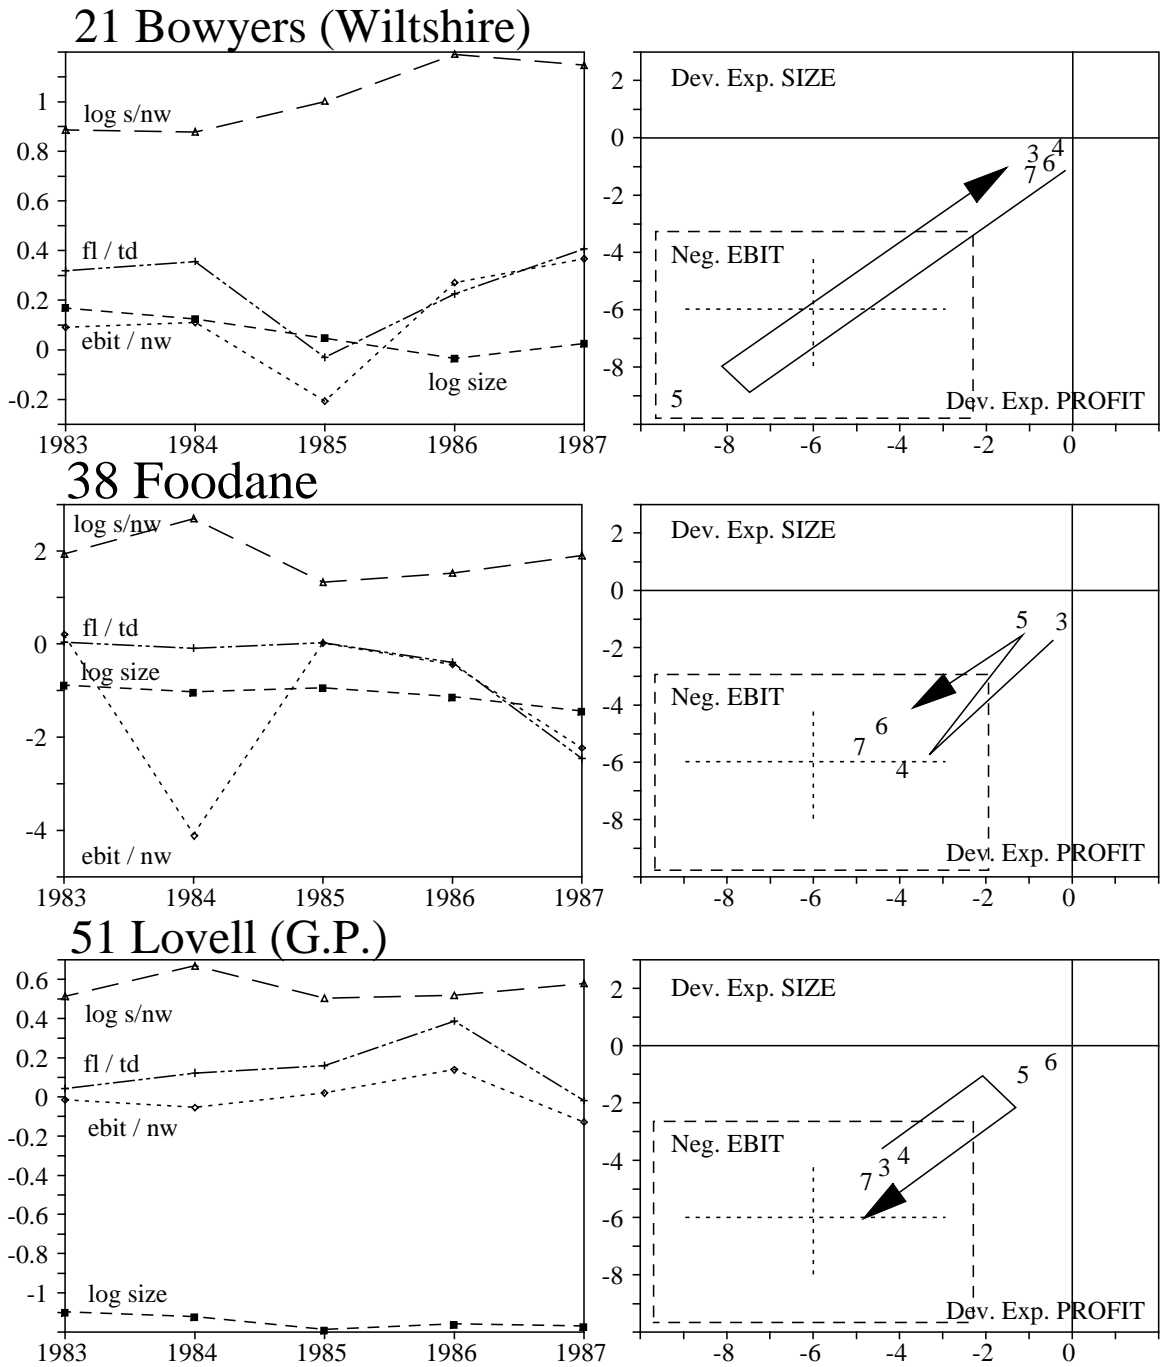 21 Bowyers (Wiltshire)
1
0.8
0.6
0.4
0.2
0
-0.2
log s/nw
fl / td
ebit / nw
log size
1983 1984 1985 1986 1987
2
0
-2
-4
-6
-8
Dev. Exp. SIZE
3 4
7 6
Neg. EBIT
5
Dev. Exp. PROFIT
-8 -6 -4 -2 0
38 Foodane
2
0
-2
-4
log s/nw
fl / td
log size
ebit / nw
1983 1984 1985 1986 1987
2
0
-2
-4
-6
-8
Dev. Exp. SIZE
5 3
Neg. EBIT
6
7
4
Dev. Exp. PROFIT
-8 -6 -4 -2 0
51 Lovell (G.P.)
0.6
0.4
0.2
0
-0.2
-0.4
-0.6
-0.8
-1
log s/nw
fl / td
ebit / nw
log size
1983 1984 1985 1986 1987
2
0
-2
-4
-6
-8
Dev. Exp. SIZE
6
5
Neg. EBIT
7 3 4
Dev. Exp. PROFIT
-8 -6 -4 -2 0